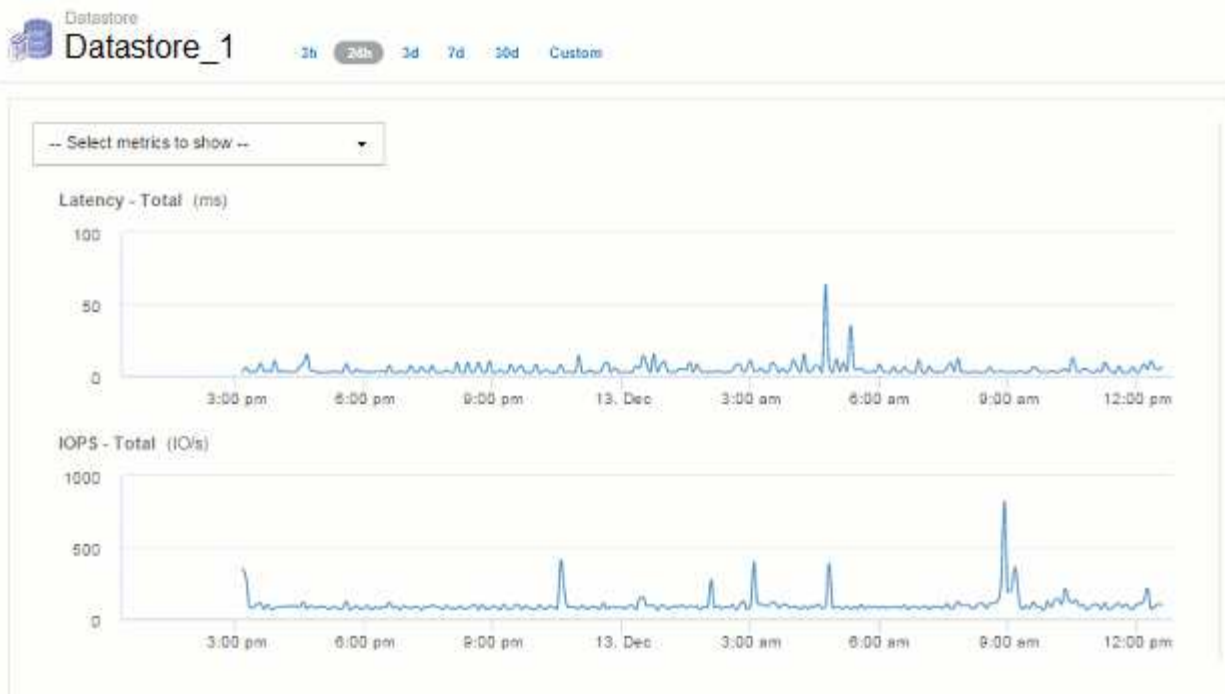 Datastore
Datastore_1
3h 24h 3d 7d 30d Custom
-- Select metrics to show --
Latency - Total (ms)
100
50
0
3:00 pm 6:00 pm 9:00 pm 13. Dec 3:00 am 6:00 am 9:00 am 12:00 pm
IOPS - Total (IO/s)
1000
500
0
3:00 pm 6:00 pm 9:00 pm 13. Dec 3:00 am 6:00 am 9:00 am 12:00 pm